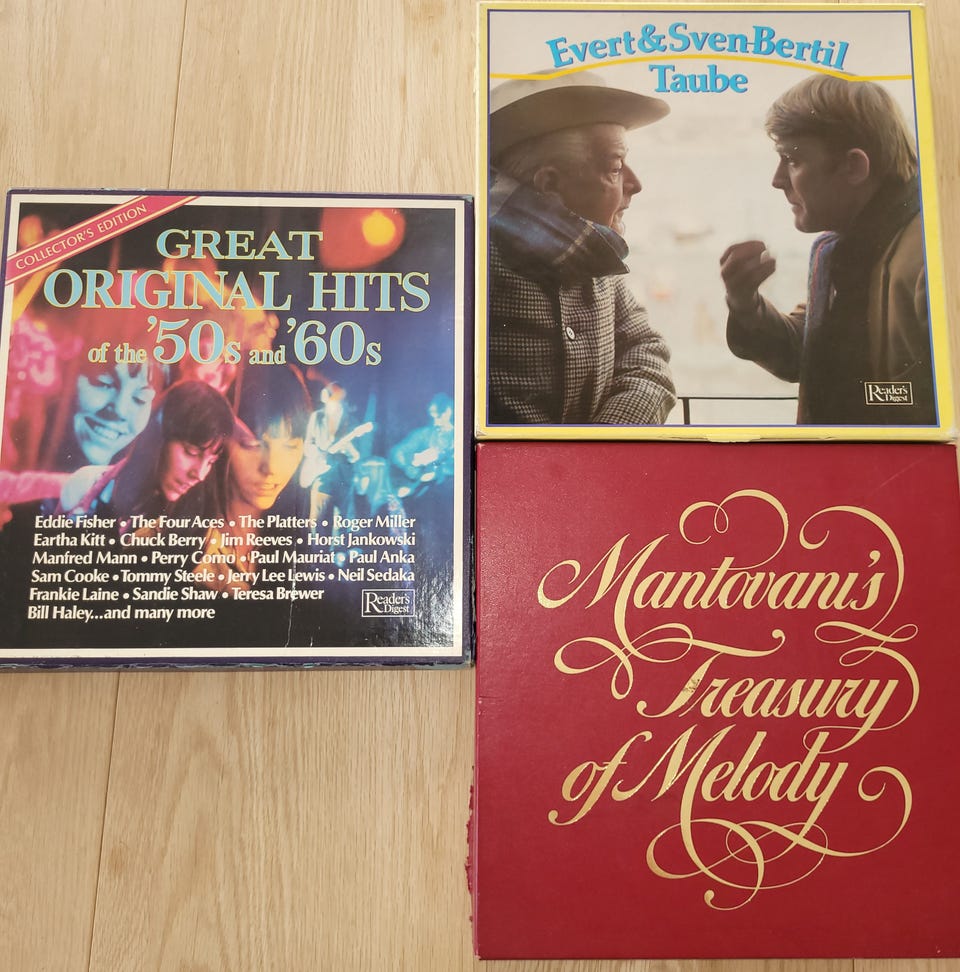 COLLECTOR'S EDITION
GREAT
ORIGINAL HITS
of the '50s and '60s
Eddie Fisher • The Four Aces • The Platters • Roger Miller
Eartha Kitt • Chuck Berry • Jim Reeves • Horst Jankowski
Manfred Mann • Perry Como • Paul Mauriat • Paul Anka
Sam Cooke • Tommy Steele • Jerry Lee Lewis • Neil Sedaka
Frankie Laine • Sandie Shaw • Teresa Brewer
Bill Haley...and many more
Reader's
Digest
Evert & Sven-Bertil
Taube
Reader's
Digest
Mantovani's
Treasury
of Melody